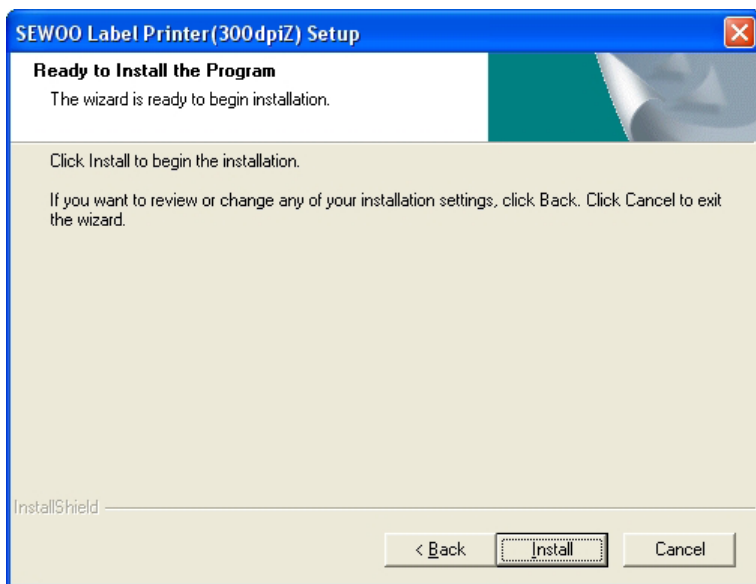 SEWOO Label Printer(300dpiZ) Setup
Ready to Install the Program
The wizard is ready to begin installation.
Click Install to begin the installation.
If you want to review or change any of your installation settings, click Back. Click Cancel to exit
the wizard.
InstallShield
< Back
Install
Cancel